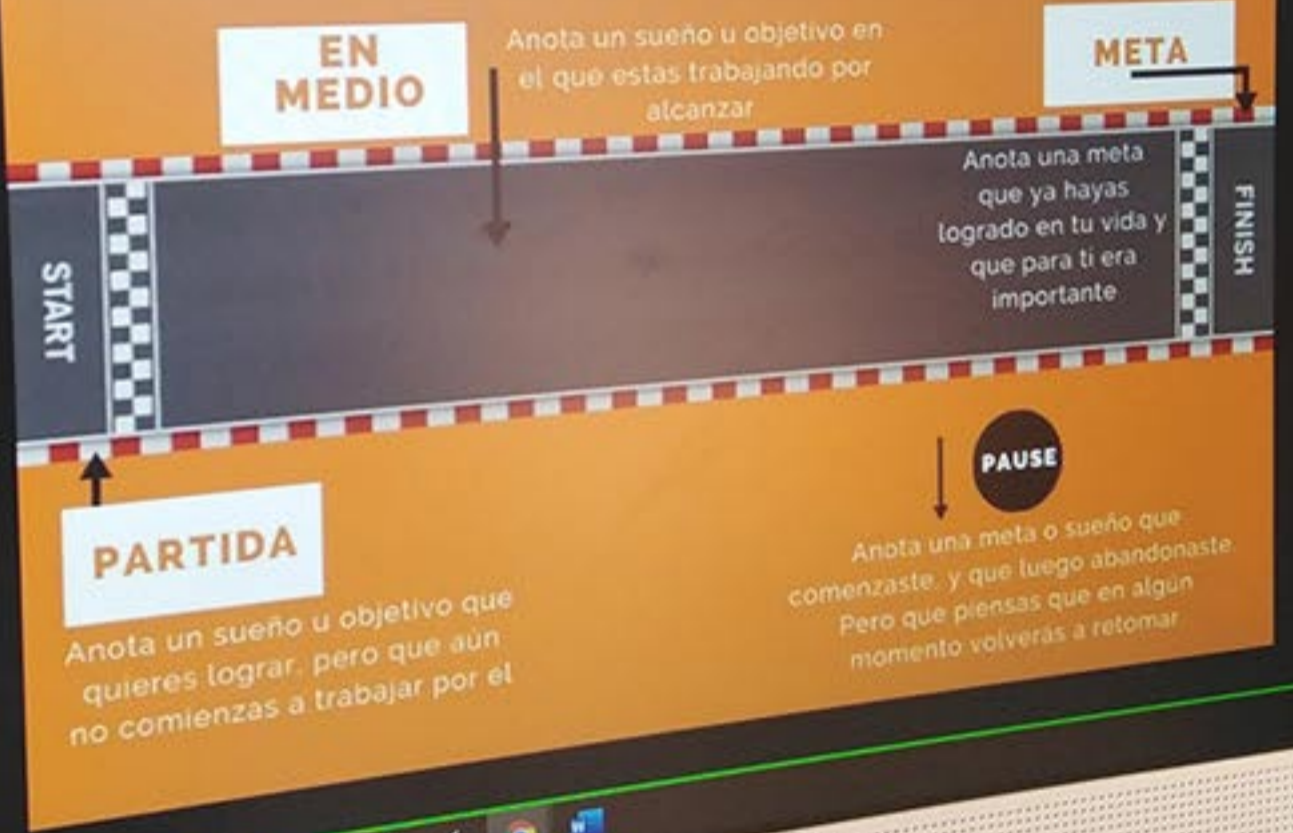 EN
MEDIO
Anota un sueño u objetivo en
el que estas trabajando por
alcanzar
META
START
Anota una meta
que ya hayas
logrado en tu vida y
que para ti era
importante
FINISH
PARTIDA
Anota un sueño u objetivo que
quieres lograr, pero que aún
no comienzas a trabajar por el
PAUSE
Anota una meta o sueño que
comenzaste, y que luego abandonaste.
Pero que piensas que en algún
momento volverás a retomar
W